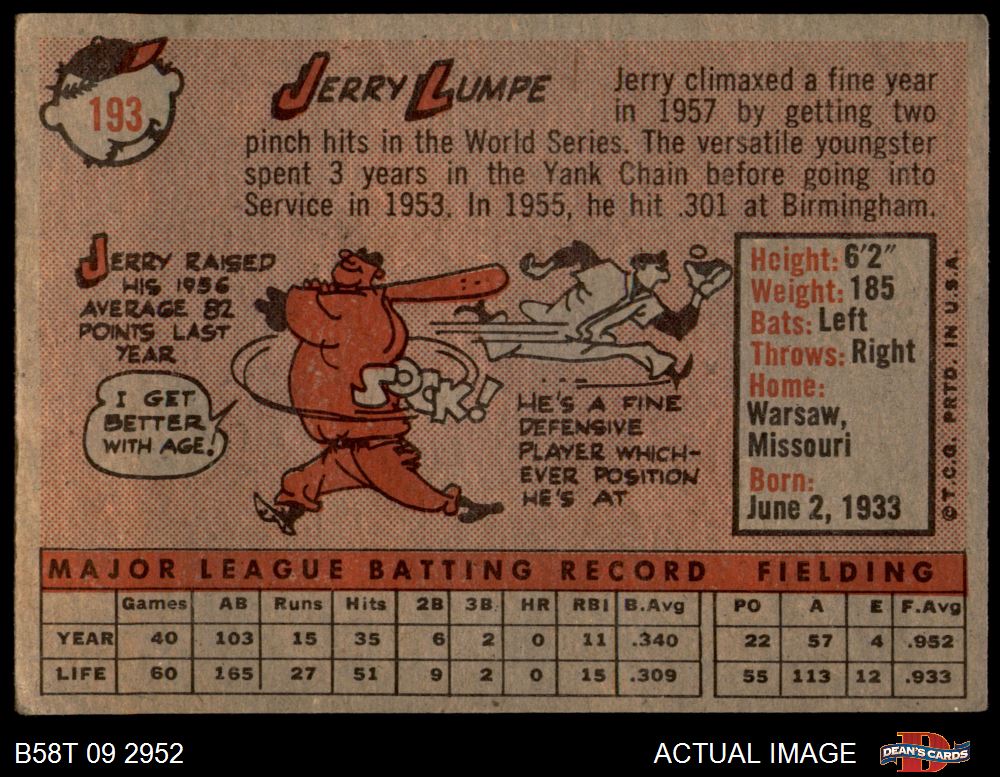 193
JERRY LUMPE
Jerry climaxed a fine year
in 1957 by getting two
pinch hits in the World Series. The versatile youngster
spent 3 years in the Yank Chain before going into
Service in 1953. In 1955, he hit .301 at Birmingham.
JERRY RAISED
HIS 1956
AVERAGE 82
POINTS LAST
YEAR
I GET
BETTER
WITH AGE!
SOCK!
HE'S A FINE
DEFENSIVE
PLAYER WHICH-
EVER POSITION
HE'S AT
Height: 6'2"
Weight: 185
Bats: Left
Throws: Right
Home:
Warsaw,
Missouri
Born:
June 2, 1933
©T.C.G. PRTD. IN U.S.A.
MAJOR LEAGUE BATTING RECORD FIELDING
Games AB Runs Hits 2B 3B HR RBI B.Avg PO A E F.Avg
YEAR 40 103 15 35 6 2 0 11 .340 22 57 4 .952
LIFE 60 165 27 51 9 2 0 15 .309 55 113 12 .933
B58T 09 2952
ACTUAL IMAGE
DEAN'S CARDS